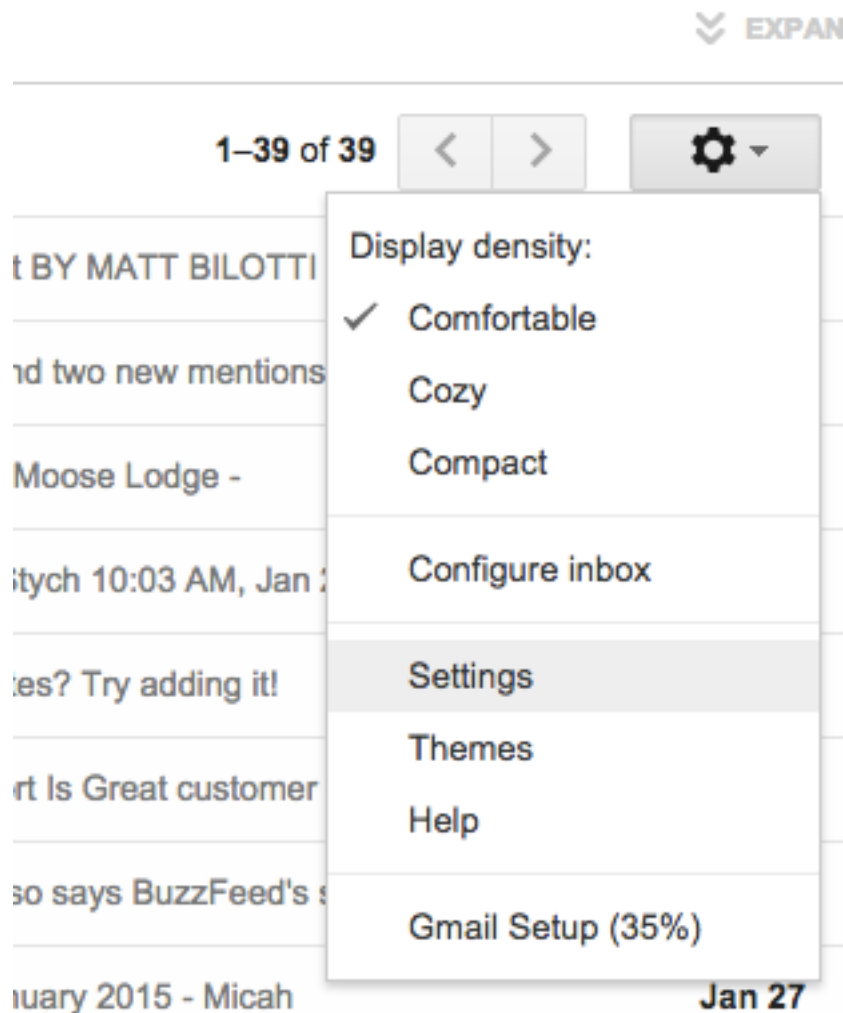 EXPAN
1–39 of 39
Display density:
t BY MATT BILOTTI
Comfortable
nd two new mentions
Cozy
Moose Lodge -
Compact
Stych 10:03 AM, Jan
Configure inbox
tes? Try adding it!
Settings
Themes
rt Is Great customer
Help
so says BuzzFeed's
Gmail Setup (35%)
nuary 2015 - Micah
Jan 27